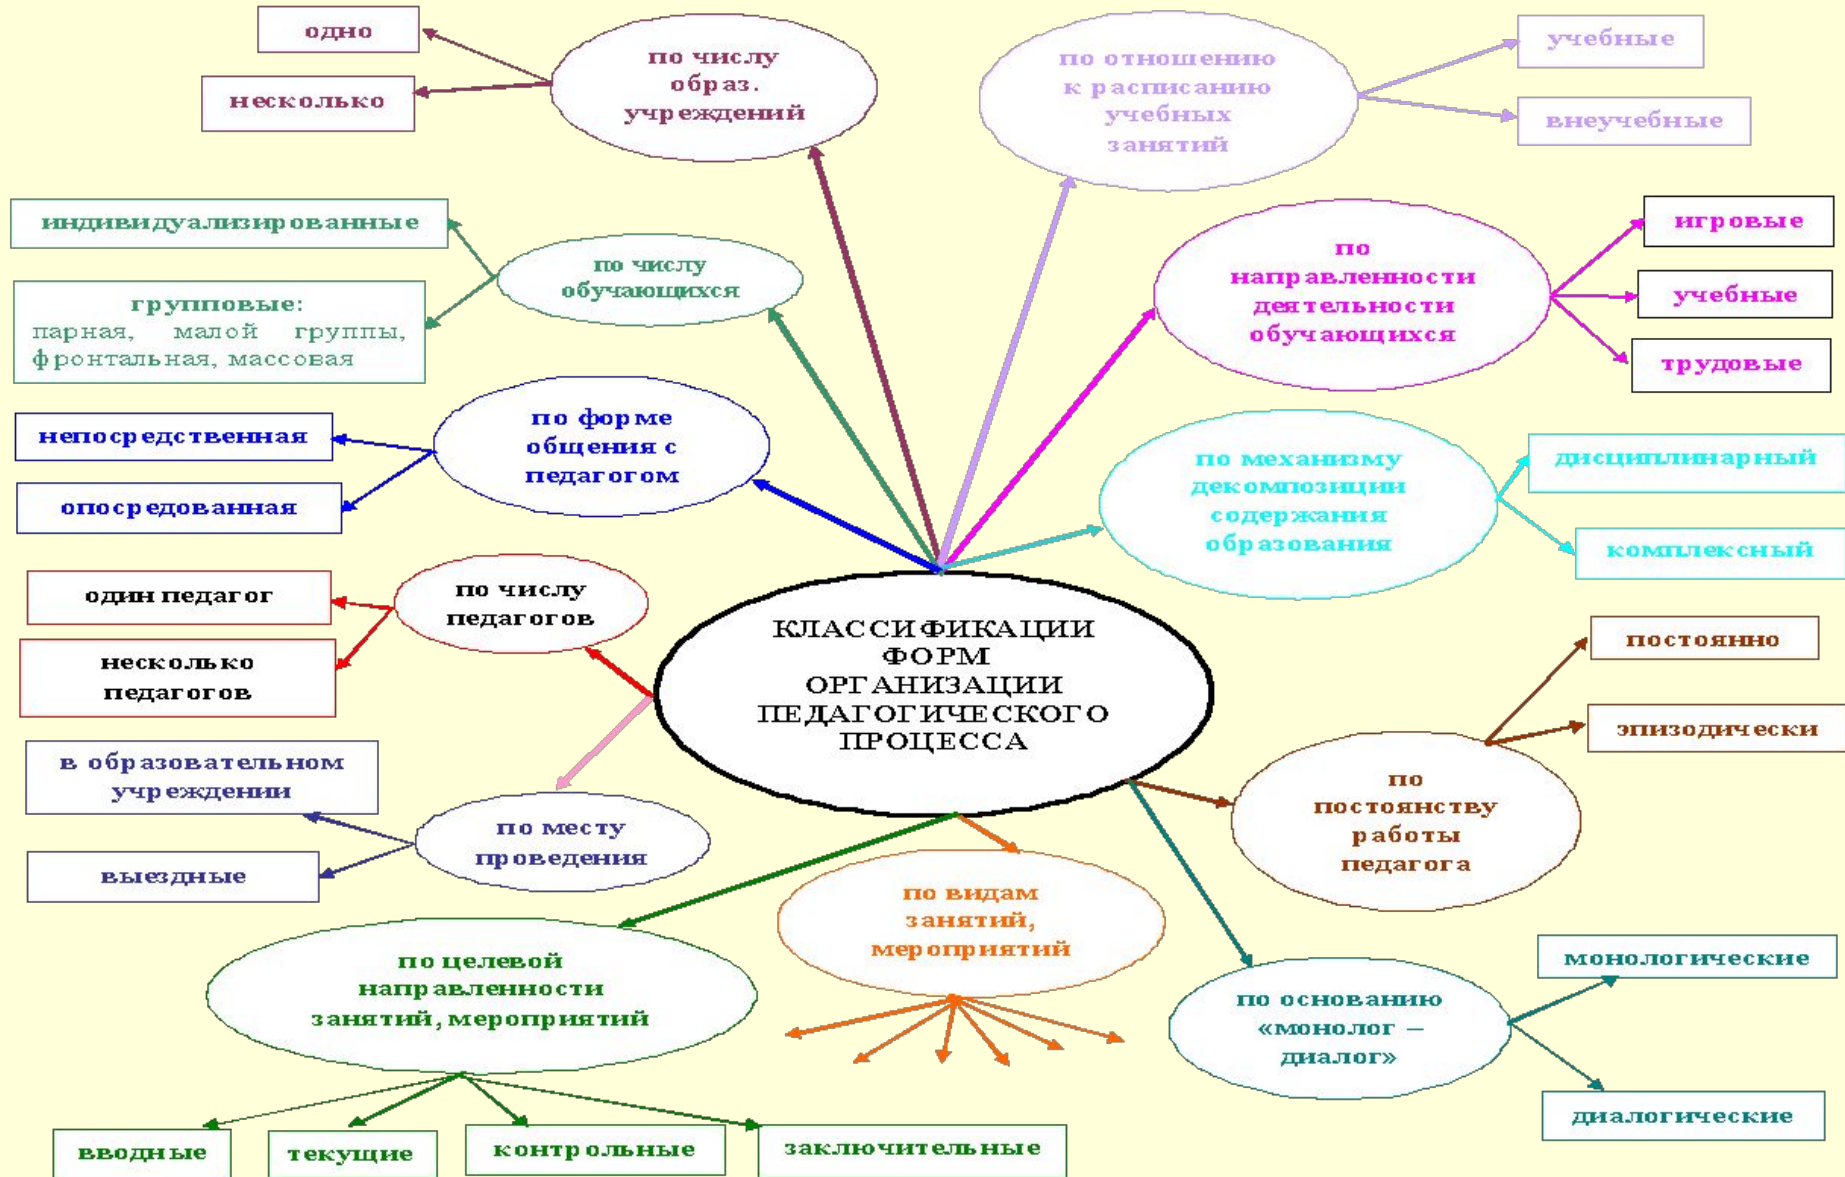 одно
несколько
по числу
образ.
учреждений
по отношению
к расписанию
учебных
занятий
учебные
внеучебные
индивидуализированные
групповые:
парная, малой группы,
фронтальная, массовая
по числу
обучающихся
по
направленности
деятельности
обучающихся
игровые
учебные
трудовые
непосредственная
опосредованная
по форме
общения с
педагогом
по механизму
декомпозиции
содержания
образования
дисциплинарный
комплексный
один педагог
несколько
педагогов
по числу
педагогов
КЛАССИФИКАЦИИ
ФОРМ
ОРГАНИЗАЦИИ
ПЕДАГОГИЧЕСКОГО
ПРОЦЕССА
постоянно
эпизодически
по
постоянству
работы
педагога
в образовательном
учреждении
выездные
по месту
проведения
по целевой
направленности
занятий, мероприятий
по видам
занятий,
мероприятий
по основанию
«монолог –
диалог»
монологические
диалогические
вводные
текущие
контрольные
заключительные